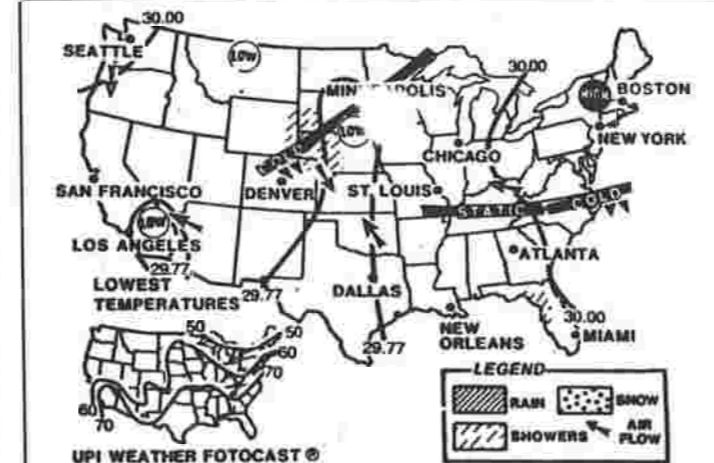 30.00
SEATTLE
LOW
MINNEAPOLIS
30.00
BOSTON
LOW
NEW YORK
CHICAGO
SAN FRANCISCO
DENVER
ST. LOUIS
STATIC
COLD
LOW
LOS ANGELES
ATLANTA
29.77
LOWEST
TEMPERATURES
29.77
DALLAS
30.00
NEW
ORLEANS
MIAMI
29.77
50
50
60
70
60
70
LEGEND
RAIN
SNOW
SHOWERS
AIR
FLOW
UPI WEATHER FOTOCAST ®